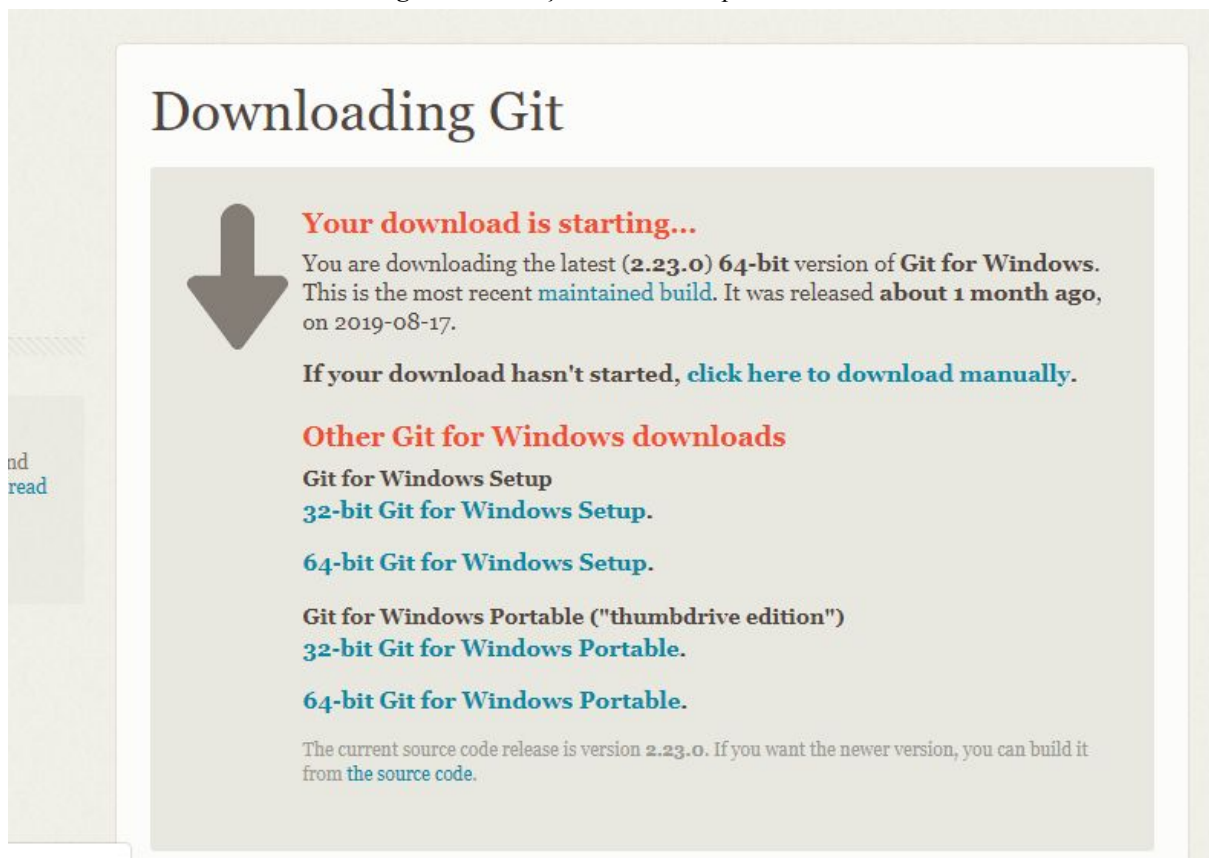 Downloading Git
Your download is starting...
You are downloading the latest (2.23.0) 64-bit version of Git for Windows.
This is the most recent maintained build. It was released about 1 month ago,
on 2019-08-17.
If your download hasn't started, click here to download manually.
Other Git for Windows downloads
nd
read
Git for Windows Setup
32-bit Git for Windows Setup.
64-bit Git for Windows Setup.
Git for Windows Portable ("thumbdrive edition")
32-bit Git for Windows Portable.
64-bit Git for Windows Portable.
The current source code release is version 2.23.0. If you want the newer version, you can build it
from the source code.